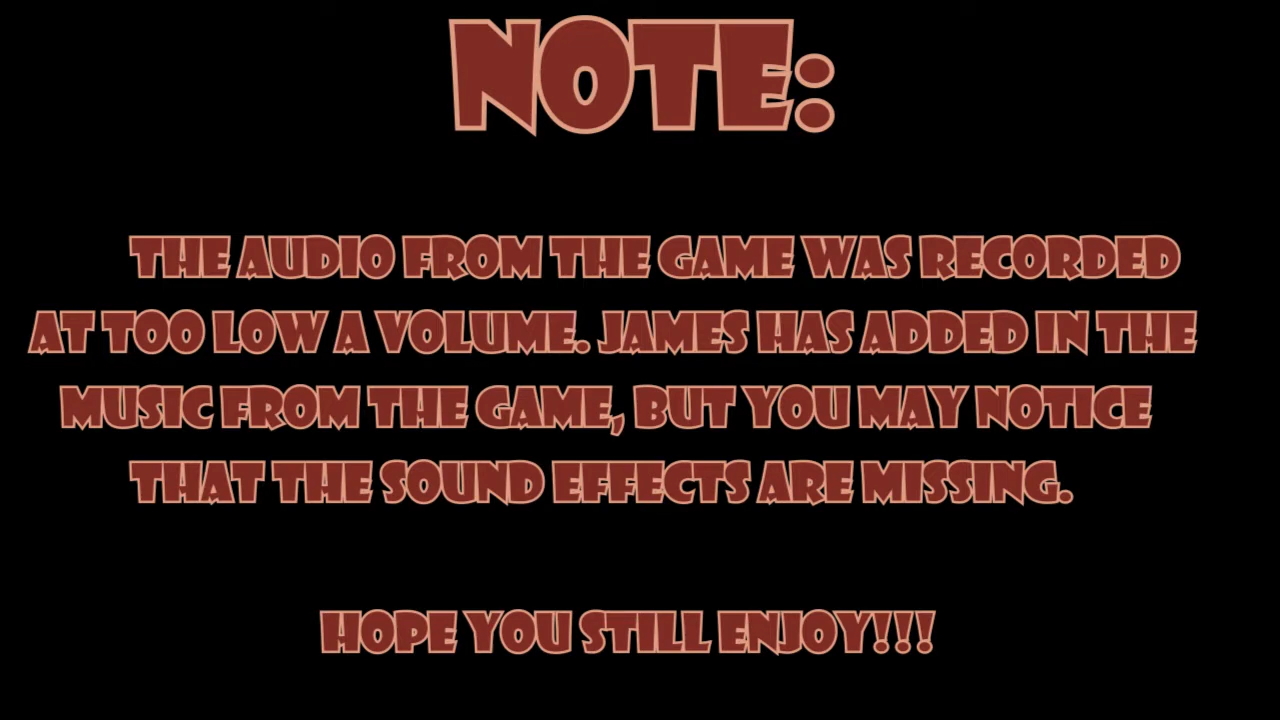 NOTE:
THE AUDIO FROM THE GAME WAS RECORDED
AT TOO LOW A VOLUME. JAMES HAS ADDED IN THE
MUSIC FROM THE GAME, BUT YOU MAY NOTICE
THAT THE SOUND EFFECTS ARE MISSING.
HOPE YOU STILL ENJOY!!!